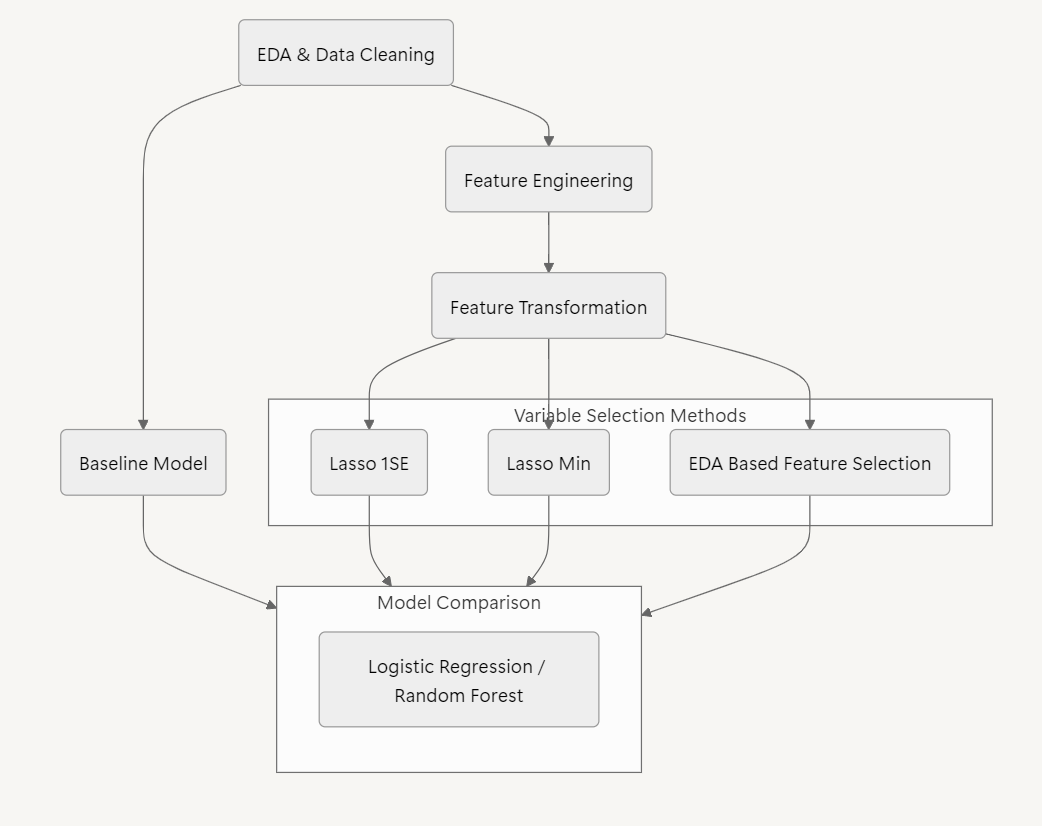 EDA & Data Cleaning
Feature Engineering
Feature Transformation
Variable Selection Methods
Baseline Model
Lasso 1SE
Lasso Min
EDA Based Feature Selection
Model Comparison
Logistic Regression /
Random Forest